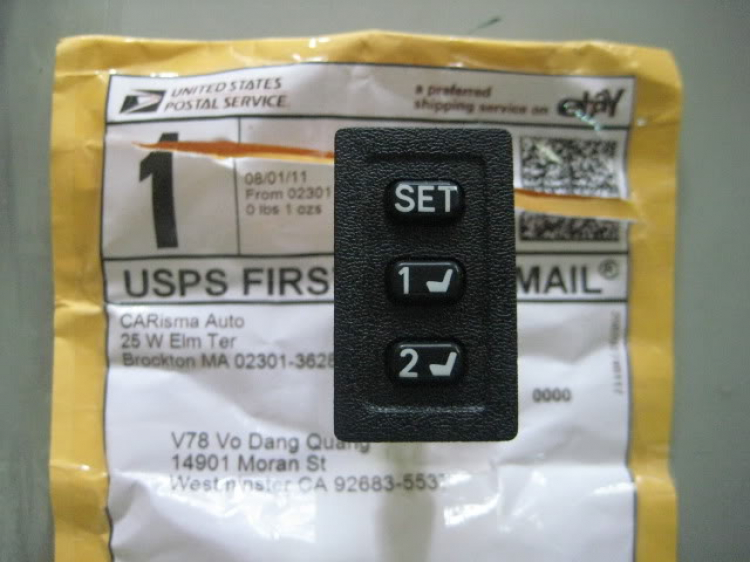 UNITED STATES
POSTAL SERVICE
a preferred
shipping service on ebay
1
08/01/11
From 02301
0 lbs 1 ozs
USPS FIRST MAIL®
CARisma Auto
25 W Elm Ter
Brockton MA 02301-3628
0000
V78 Vo Dang Quang
14901 Moran St
Westminster CA 92683-5537
SET
1
2